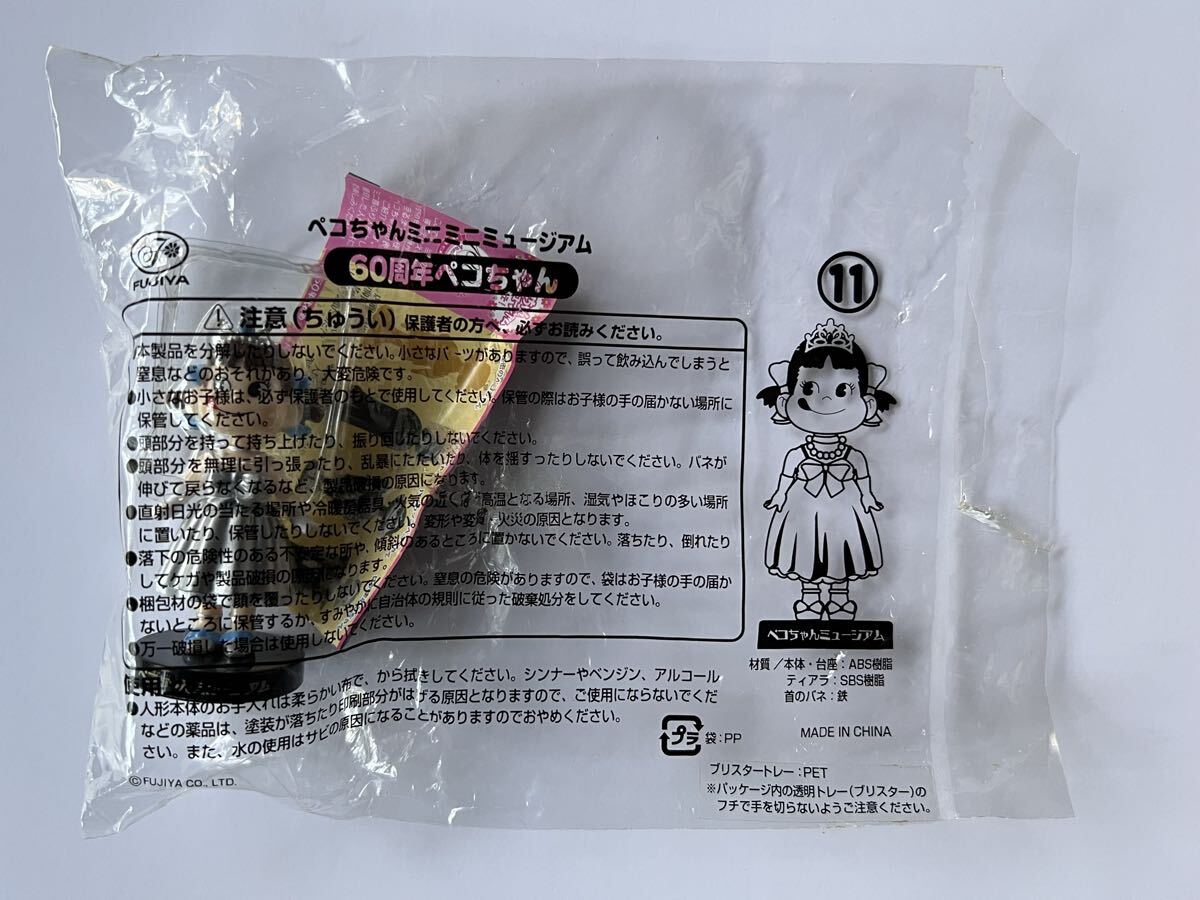 FUJIYA
ペコちゃんミニミニミュージアム
60周年ペコちゃん
注意(ちゅうい) 保護者の方へ、必ずお読みください。
本製品を分解したりしないでください。小さなパーツがありますので、誤って飲み込んでしまうと
窒息などのおそれがあり、大変危険です。
●小さなお子様は、必ず保護者のもとで使用してください。保管の際はお子様の手の届かない場所に
保管してください。
●頭部分を持って持ち上げたり、振り回したりしないでください。
●頭部分を無理に引っ張ったり、乱暴にたたいたり、体を揺すったりしないでください。バネが
伸びて戻らなくなるなど、製品破損の原因になります。
●直射日光の当たる場所や冷暖房器具、火気の近くなど高温となる場所、湿気やほこりの多い場所
に置いたり、保管したりしないでください。変形や変質、火災の原因となります。
●落下の危険性のある不安定な所や、傾斜のあるところに置かないでください。落ちたり、倒れたり
してケガや製品破損の原因になります。
●梱包材の袋で顔を覆ったりしないでください。窒息の危険がありますので、袋はお子様の手の届か
ないところに保管するか、すみやかに自治体の規則に従った破棄処分をしてください。
●万一破損した場合は使用しないでください。
使用
●人形本体のお手入れは柔らかい布で、から拭きしてください。シンナーやベンジン、アルコール
などの薬品は、塗装が落ちたり印刷部分がはげる原因となりますので、ご使用にならないでくだ
さい。また、水の使用はサビの原因になることがありますのでおやめください。
©FUJIYA CO., LTD.
プラ 袋:PP
11
ペコちゃんミュージアム
材質/本体・台座:ABS樹脂
ティアラ:SBS樹脂
首のバネ:鉄
MADE IN CHINA
ブリスタートレー:PET
※パッケージ内の透明トレー(ブリスター)の
フチで手を切らないようご注意ください。